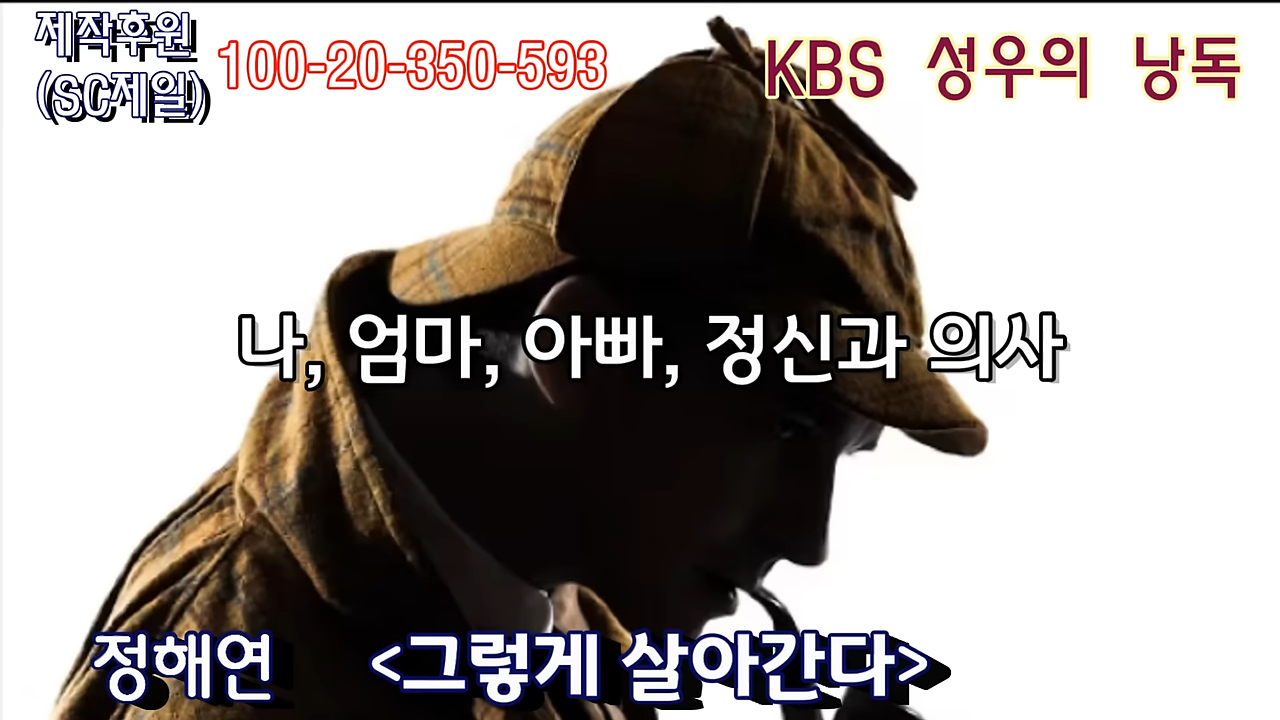 제작후원
(SC제일)
100-20-350-593
KBS 성우의 낭독
나, 엄마, 아빠, 정신과 의사
정해연 <그렇게 살아간다>